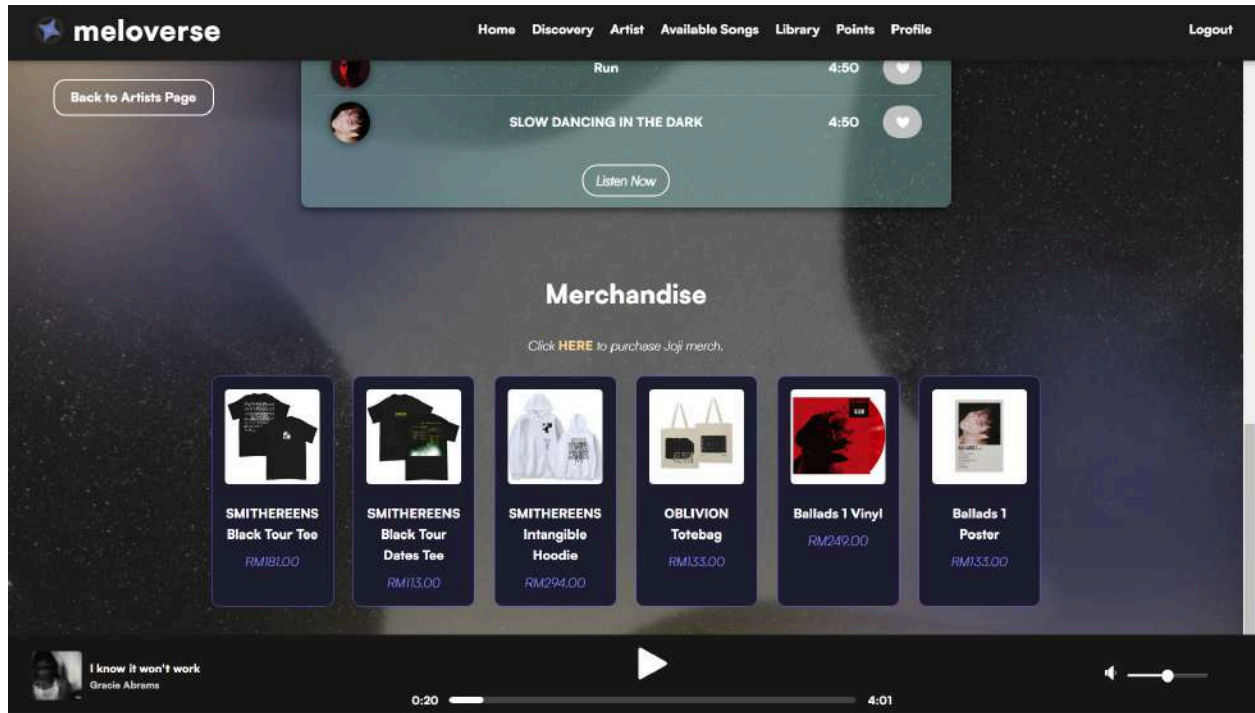 meloverse
Home Discovery Artist Available Songs Library Points Profile
Logout
Back to Artists Page
Run 4:50
SLOW DANCING IN THE DARK 4:50
Listen Now
Merchandise
Click HERE to purchase Joji merch.
SMITHEREENS
Black Tour Tee
RM181.00
SMITHEREENS
Black Tour
Dates Tee
RM113.00
SMITHEREENS
Intangible
Hoodie
RM294.00
OBLIVION
Totebag
RM133.00
Ballads 1 Vinyl
RM249.00
Ballads 1
Poster
RM133.00
I know it won't work
Gracie Abrams
0:20 4:01